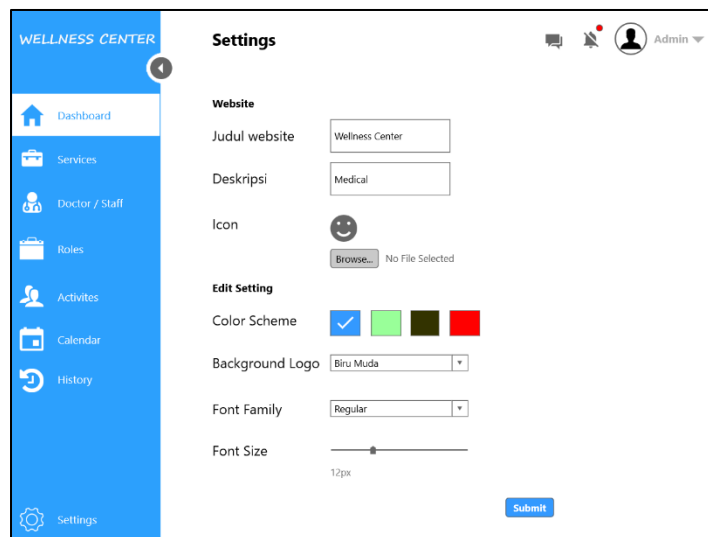 WELLNESS CENTER
Settings
Admin
Dashboard
Services
Doctor / Staff
Roles
Activites
Calendar
History
Settings
Website
Judul website
Wellness Center
Deskripsi
Medical
Icon
Browse... No File Selected
Edit Setting
Color Scheme
Background Logo
Biru Muda
Font Family
Regular
Font Size
12px
Submit